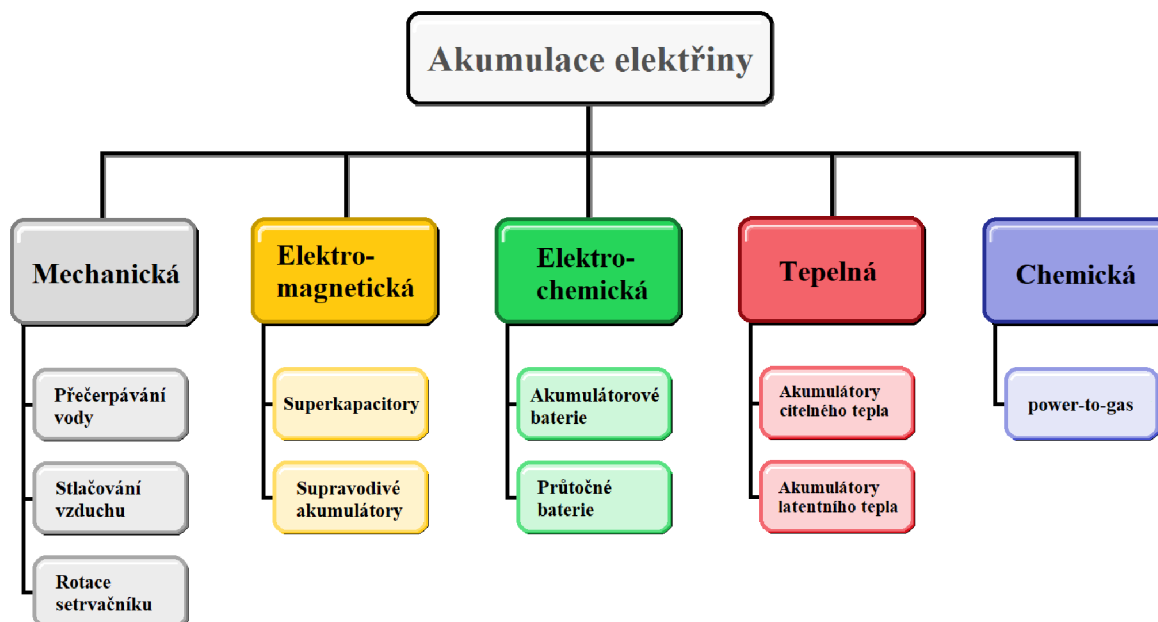 Akumulace elektřiny
Mechanická
Přečerpávání
vody
Stlačování
vzduchu
Rotace
setrvačníku
Elektro-
magnetická
Superkapacitory
Supravodivé
akumulátory
Elektro-
chemická
Akumulátorové
baterie
Průtočné
baterie
Tepelná
Akumulátory
citelného tepla
Akumulátory
latentního tepla
Chemická
power-to-gas